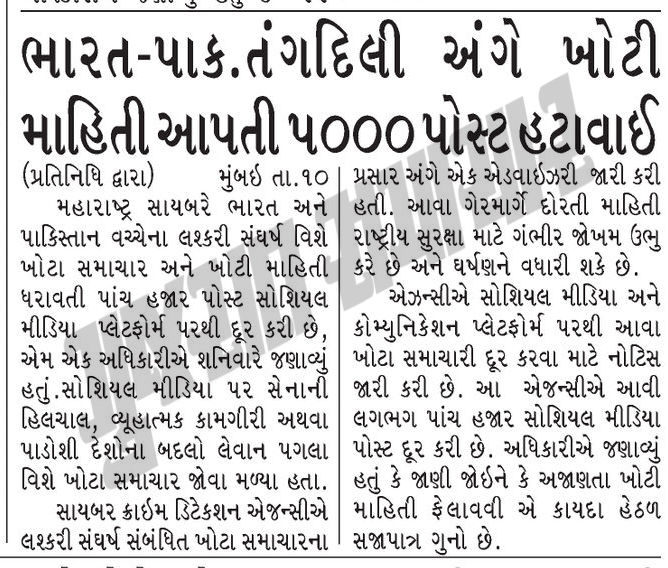 ભારત-પાક.તંગદિલી અંગે ખોટી
માહિતી આપતી ૫૦૦૦ પોસ્ટ હટાવાઈ
(પ્રતિનિધિ દ્વારા) મુંબઇ તા.૧૦
મહારાષ્ટ્ર સાયબરે ભારત અને
પાકિસ્તાન વચ્ચેના લશ્કરી સંઘર્ષ વિશે
ખોટા સમાચાર અને ખોટી માહિતી
ધરાવતી પાંચ હજાર પોસ્ટ સોશિયલ
મીડિયા પ્લેટફોર્મ પરથી દૂર કરી છે,
એમ એક અધિકારીએ શનિવારે જણાવ્યું
હતું.સોશિયલ મીડિયા પર સેનાની
હિલચાલ, વ્યૂહાત્મક કામગીરી અથવા
પાડોશી દેશોના બદલો લેવાન પગલા
વિશે ખોટા સમાચાર જોવા મળ્યા હતા.
સાયબર ક્રાઇમ ડિટેકશન એજન્સીએ
લશ્કરી સંઘર્ષ સંબંધિત ખોટા સમાચારના
પ્રસાર અંગે એક એડવાઈઝરી જારી કરી
હતી. આવા ગેરમાર્ગે દોરતી માહિતી
રાષ્ટ્રીય સુરક્ષા માટે ગંભીર જોખમ ઉભુ
કરે છે અને ઘર્ષણને વધારી શકે છે.
એઝન્સીએ સોશિયલ મીડિયા અને
કોમ્યુનિકેશન પ્લેટફોર્મ પરથી આવા
ખોટા સમાચારી દૂર કરવા માટે નોટિસ
જારી કરી છે. આ એજન્સીએ આવી
લગભગ પાંચ હજાર સોશિયલ મીડિયા
પોસ્ટ દૂર કરી છે. અધિકારીએ જણાવ્યું
હતું કે જાણી જોઇને કે અજાણતા ખોટી
માહિતી ફેલાવવી એ કાયદા હેઠળ
સજાપાત્ર ગુનો છે.
ગુજરાત સમાચાર